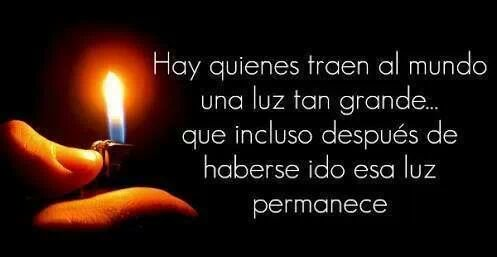 Hay quienes traen al mundo
una luz tan grande...
que incluso después de
haberse ido esa luz
permanece